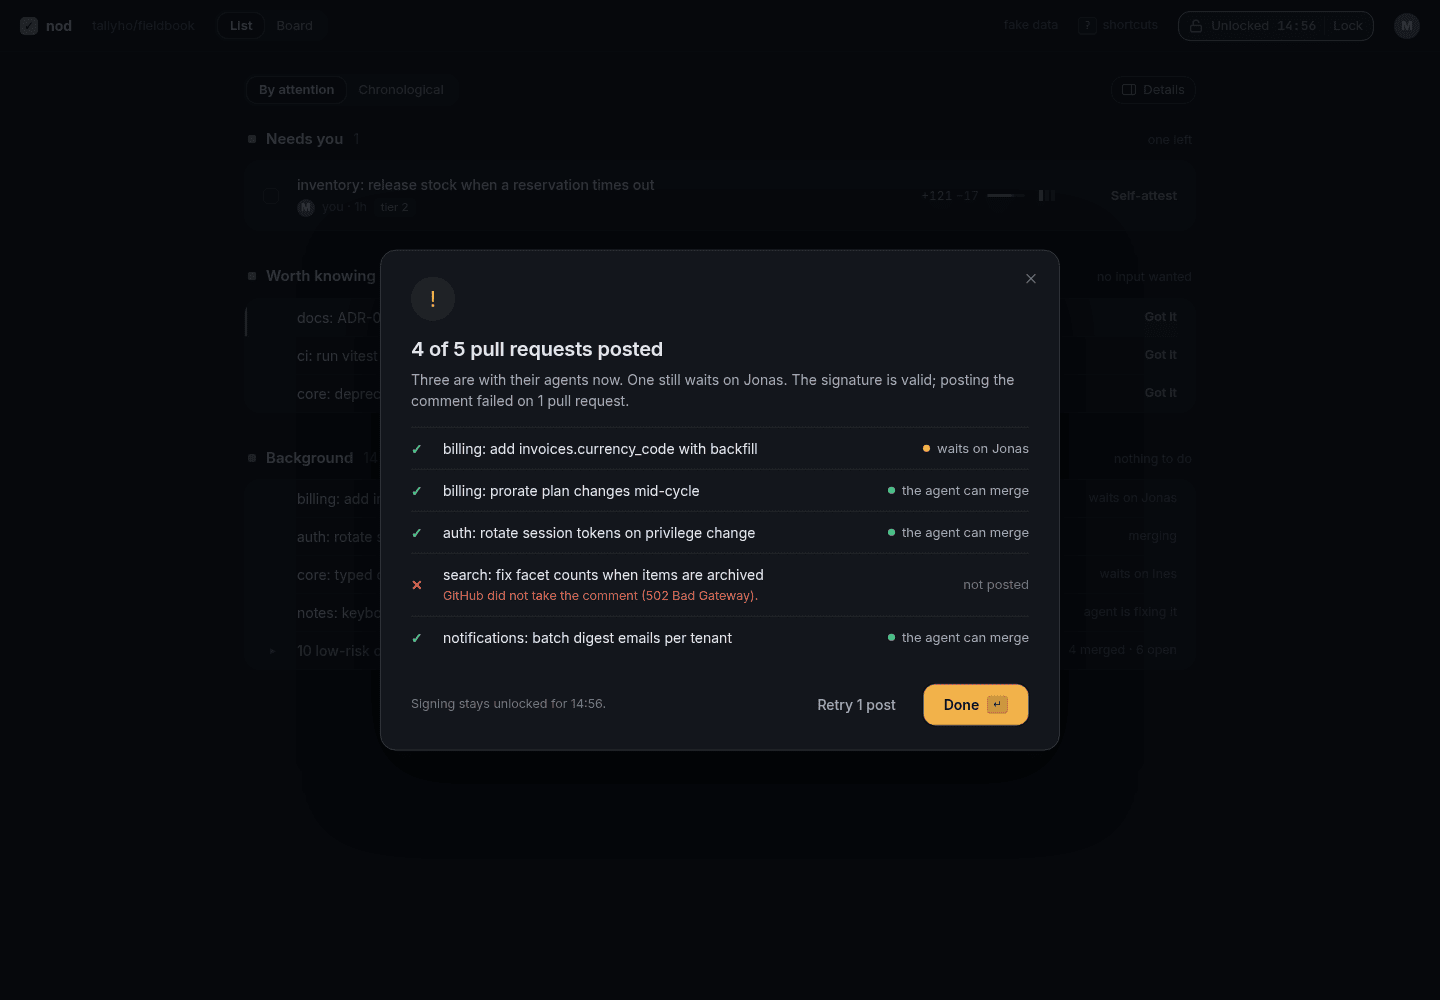 nod tallyho/fieldbook List Board fake data ? shortcuts Unlocked 14:56 Lock M
By attention Chronological Details
Needs you 1 one left
inventory: release stock when a reservation times out
M you · 1h tier 2 +121 −17 Self-attest
Worth knowing no input wanted
docs: ADR-0 Got it
ci: run vitest Got it
core: deprec Got it
Background 14 nothing to do
billing: add in waits on Jonas
auth: rotate s merging
core: typed waits on Ines
notes: keybo agent is fixing it
10 low-risk 4 merged · 6 open
!
4 of 5 pull requests posted
Three are with their agents now. One still waits on Jonas. The signature is valid; posting the
comment failed on 1 pull request.
✓ billing: add invoices.currency_code with backfill waits on Jonas
✓ billing: prorate plan changes mid-cycle the agent can merge
✓ auth: rotate session tokens on privilege change the agent can merge
✕ search: fix facet counts when items are archived not posted
GitHub did not take the comment (502 Bad Gateway).
✓ notifications: batch digest emails per tenant the agent can merge
Signing stays unlocked for 14:56. Retry 1 post Done ↵